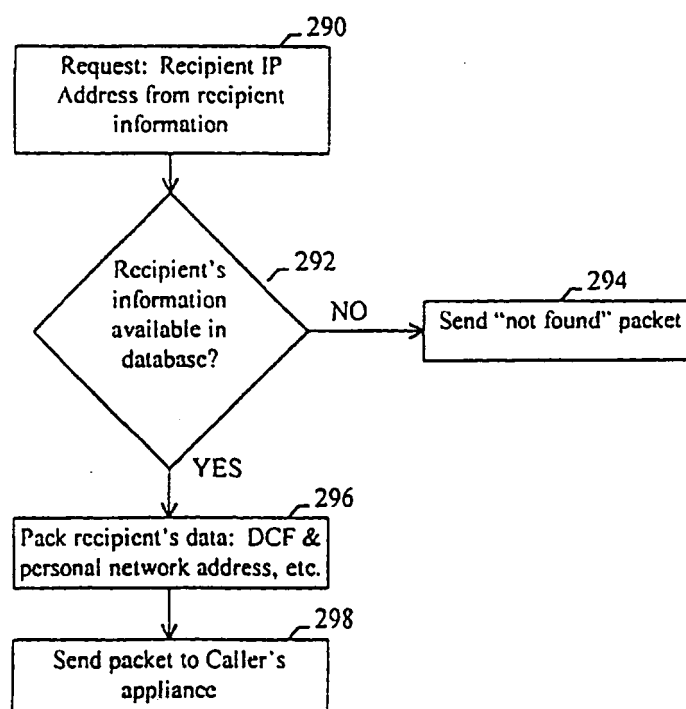 290
Request: Recipient IP
Address from recipient
information
292
Recipient's
information
available in
database?
NO
294
Send "not found" packet
YES
296
Pack recipient's data: DCF &
personal network address, etc.
298
Send packet to Caller's
appliance